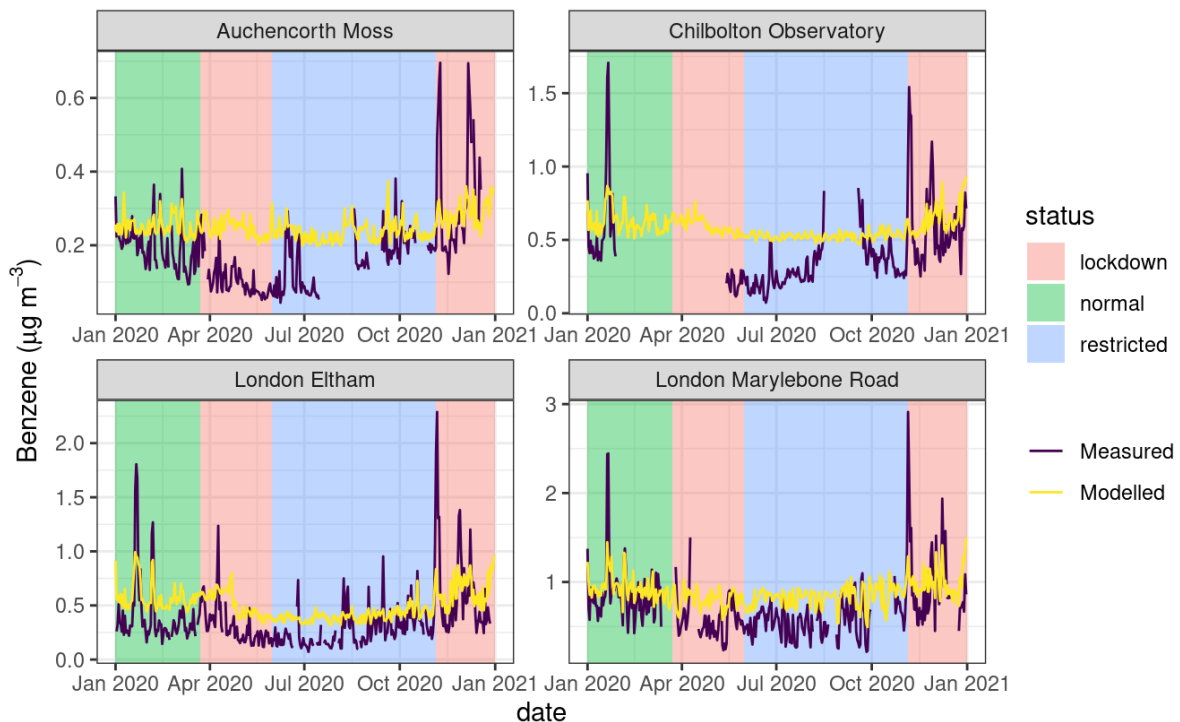 Auchencorth Moss
Chilbolton Observatory
0.6
0.4
0.2
1.5
1.0
0.5
0.0
Jan 2020 Apr 2020 Jul 2020 Oct 2020 Jan 2021
Jan 2020 Apr 2020 Jul 2020 Oct 2020 Jan 2021
London Eltham
London Marylebone Road
2.0
1.5
1.0
0.5
0.0
3
2
1
Jan 2020 Apr 2020 Jul 2020 Oct 2020 Jan 2021
Jan 2020 Apr 2020 Jul 2020 Oct 2020 Jan 2021
Benzene (µg m⁻³)
date
status
lockdown
normal
restricted
Measured
Modelled